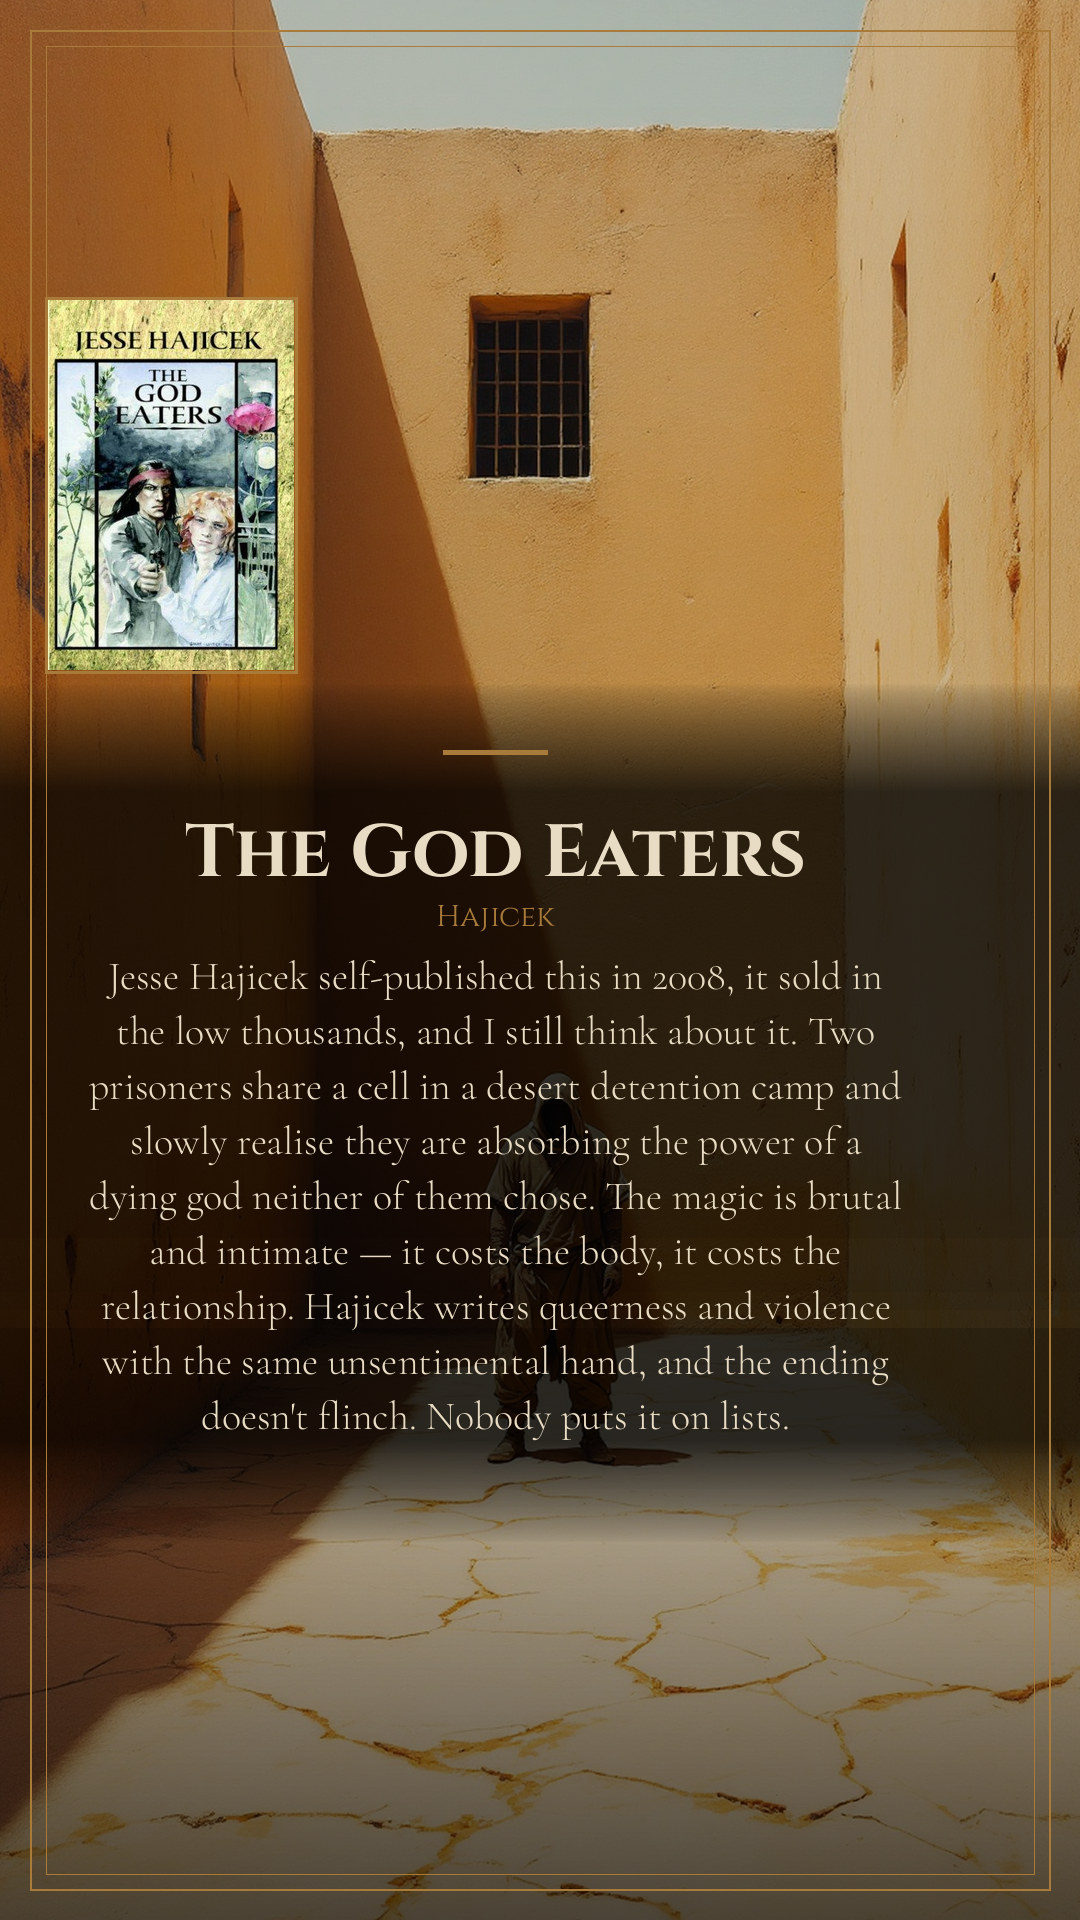 JESSE HAJICEK
THE
GOD
EATERS
The God Eaters
Hajicek
Jesse Hajicek self-published this in 2008, it sold in
the low thousands, and I still think about it. Two
prisoners share a cell in a desert detention camp and
slowly realise they are absorbing the power of a
dying god neither of them chose. The magic is brutal
and intimate — it costs the body, it costs the
relationship. Hajicek writes queerness and violence
with the same unsentimental hand, and the ending
doesn't flinch. Nobody puts it on lists.